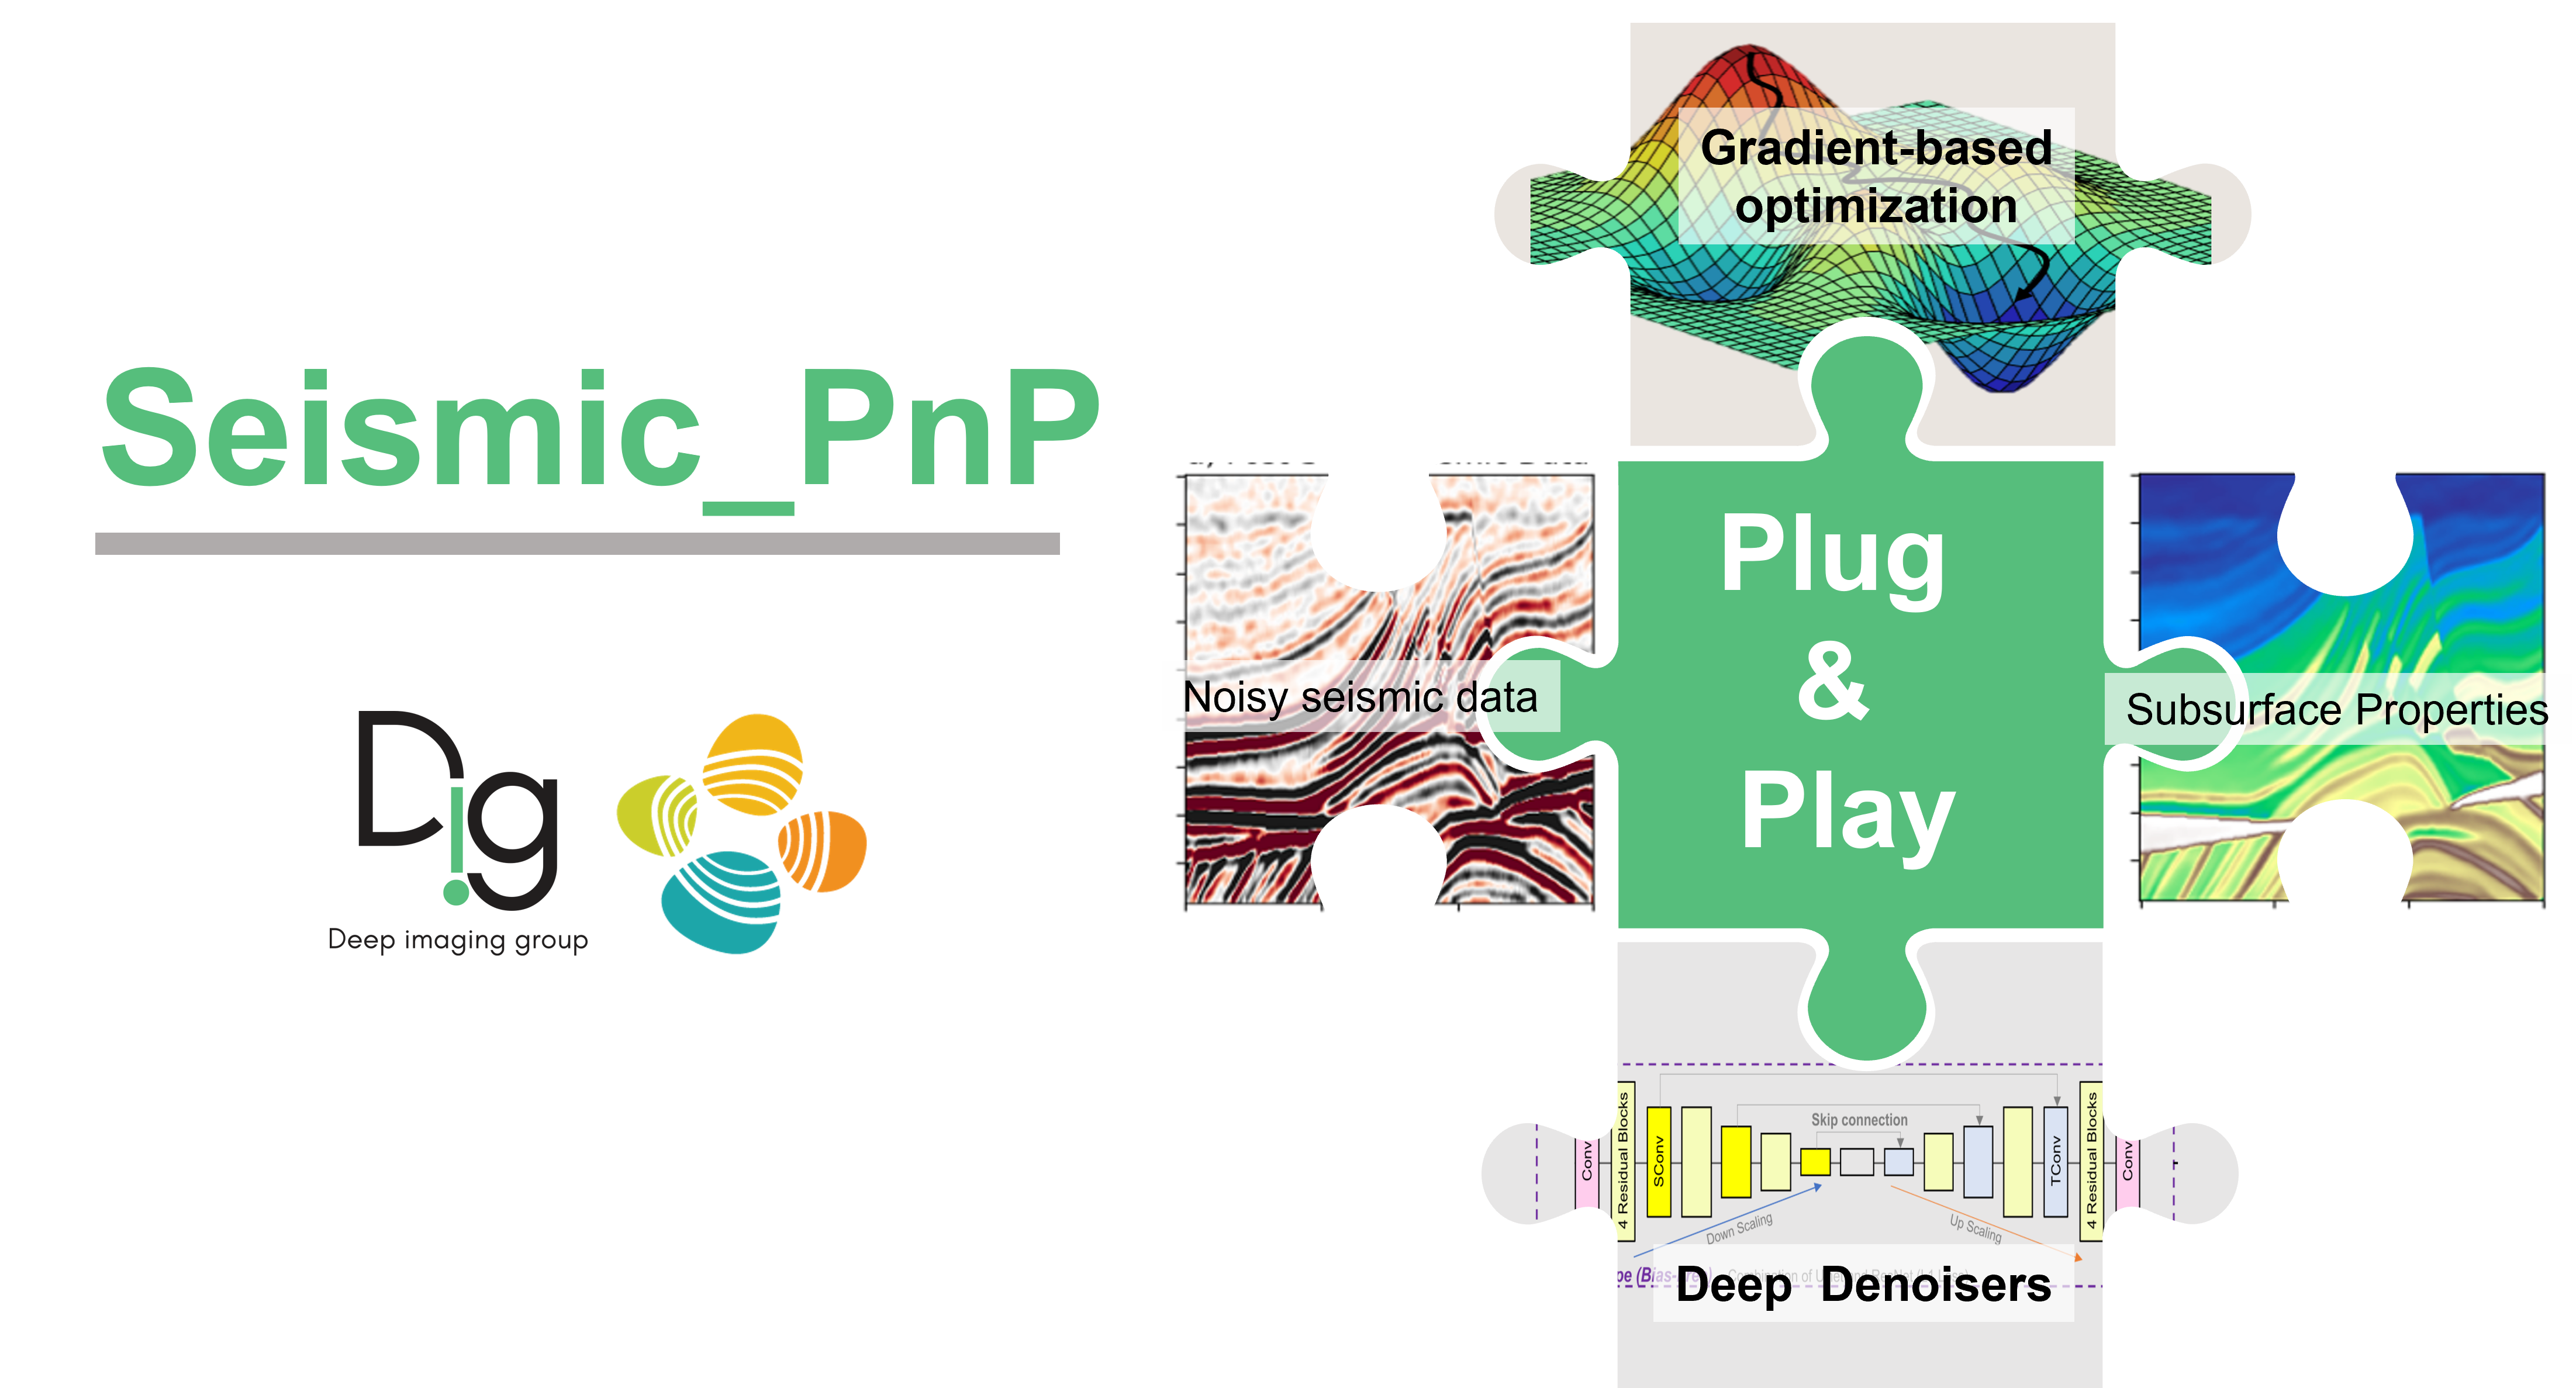 Seismic_PnP
Dig
Deep imaging group
Gradient-based
optimization
Noisy seismic data
Plug
&
Play
Subsurface Properties
Skip connection
Conv
4 Residual Blocks
SConv
TConv
4 Residual Blocks
Conv
Down Scaling
Up Scaling
Deep Denoisers